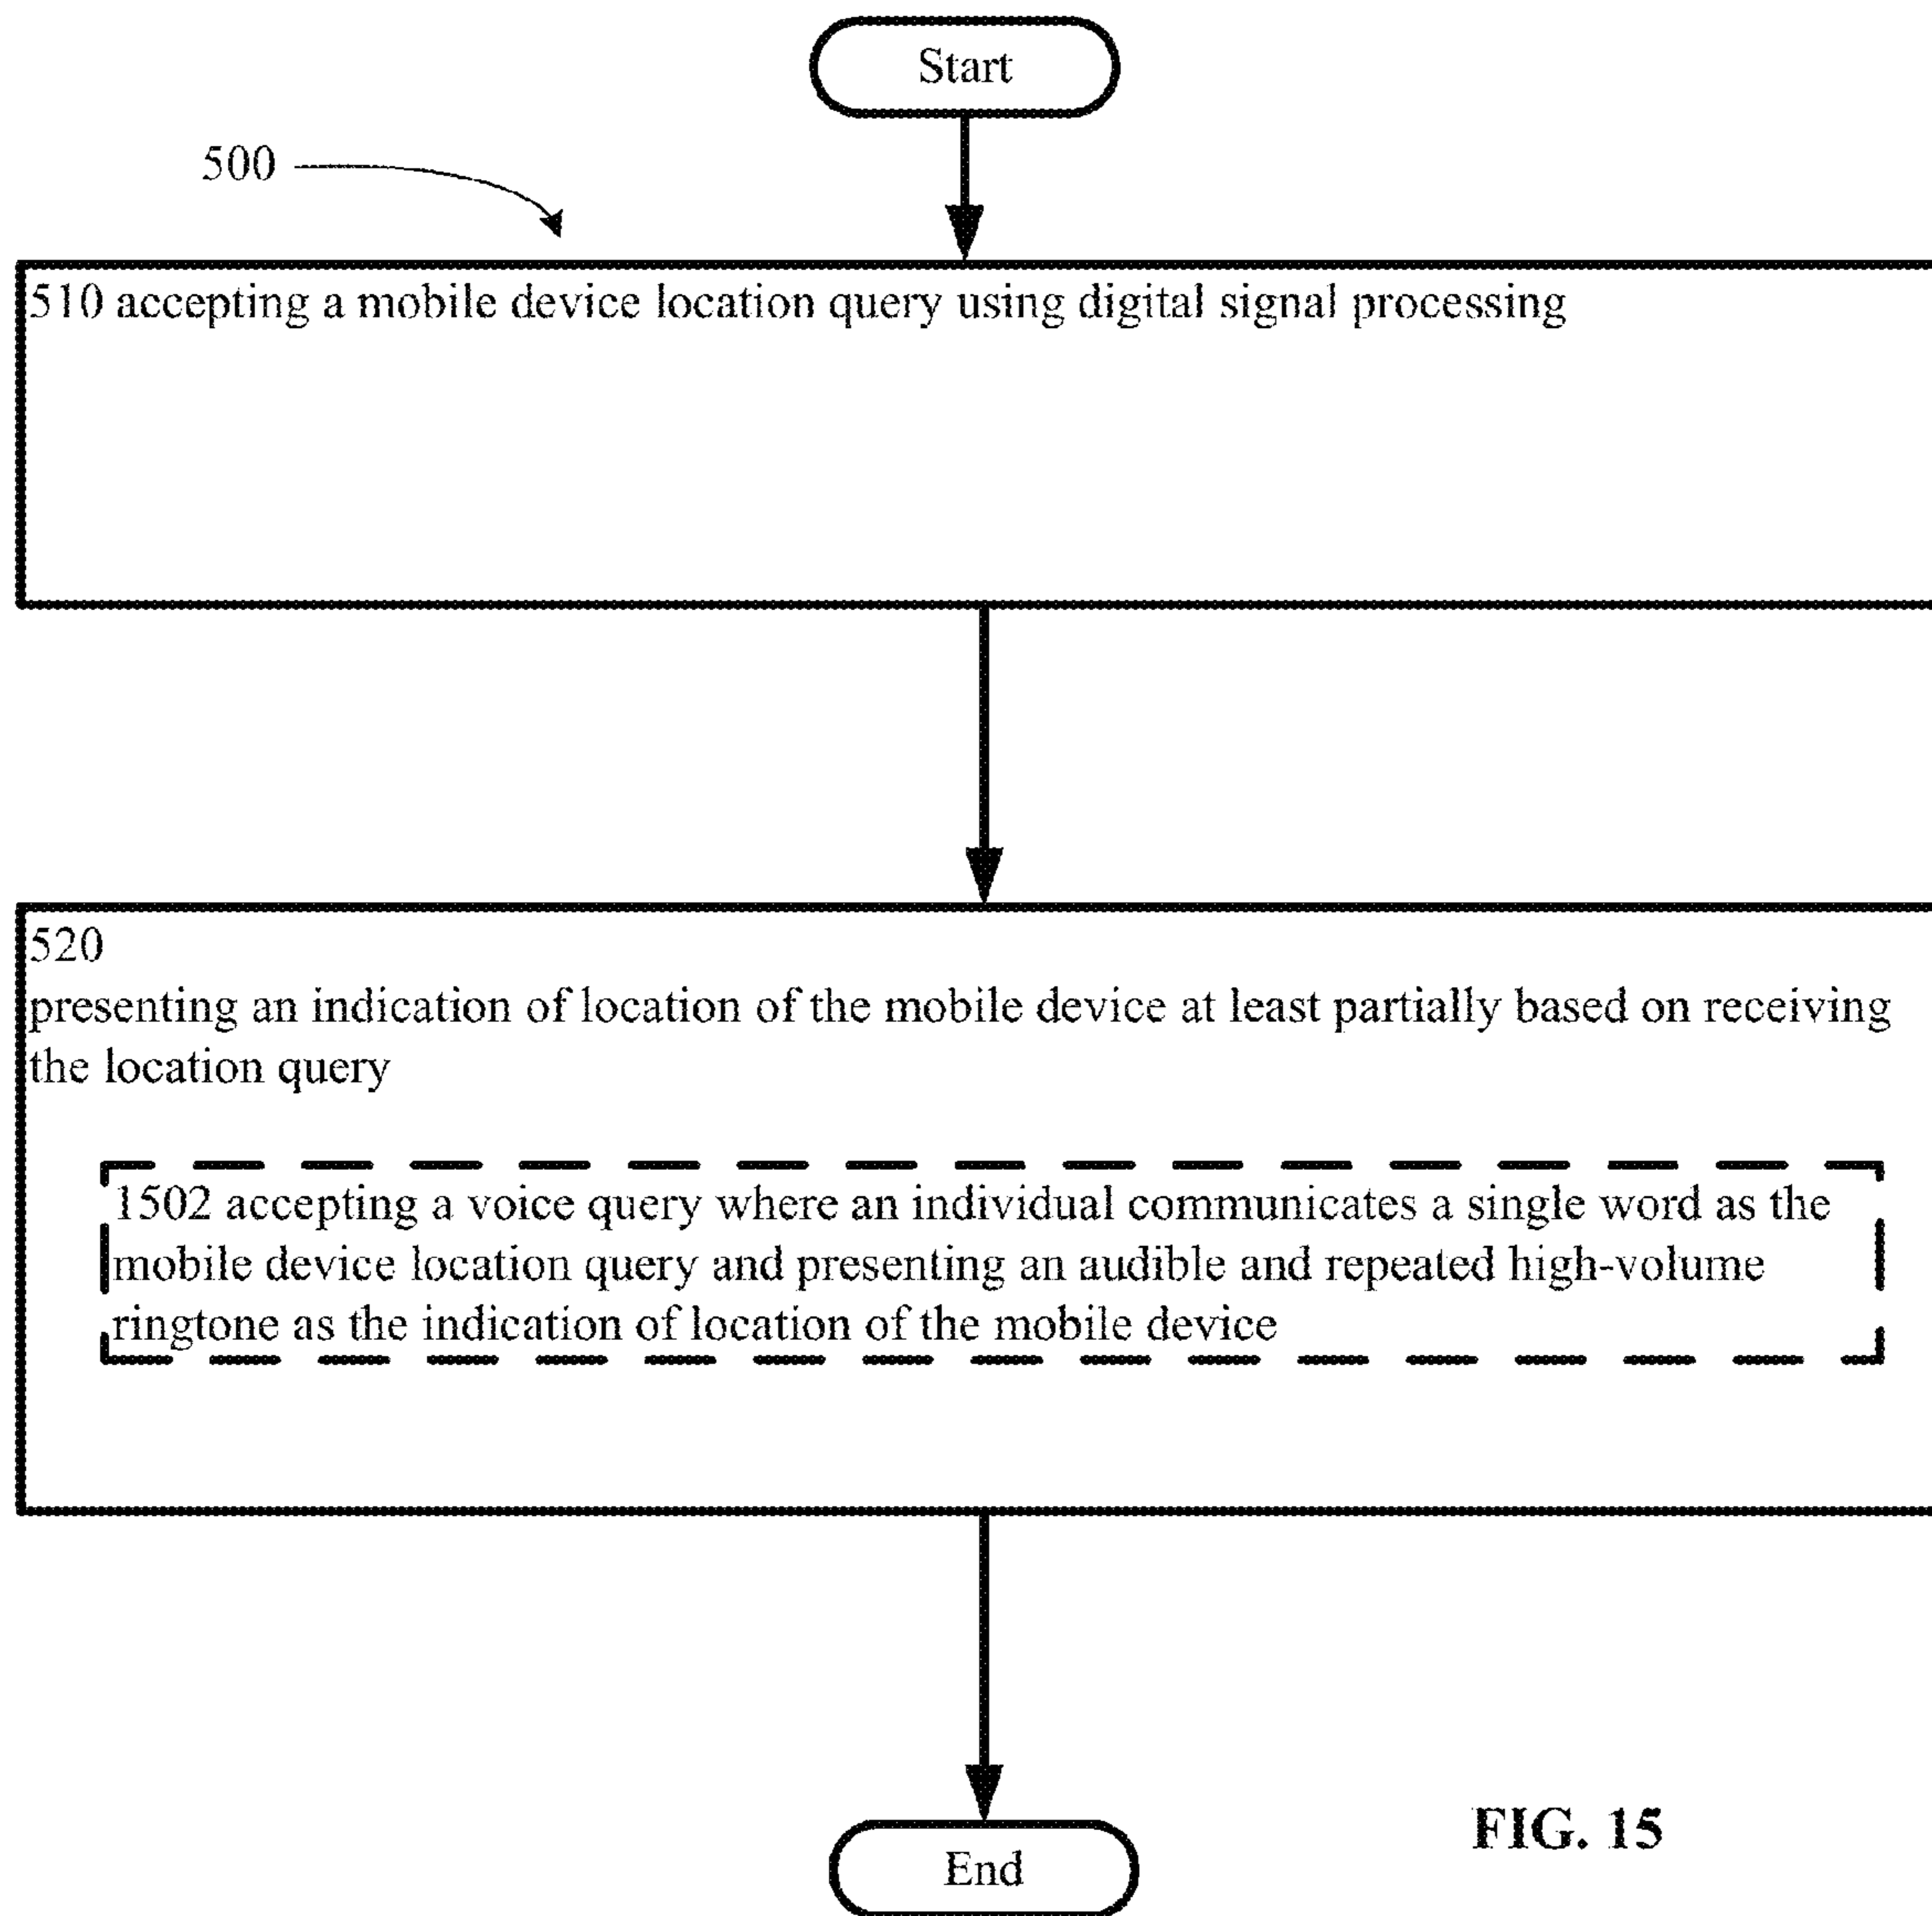 Start
500
510 accepting a mobile device location query using digital signal processing
520
presenting an indication of location of the mobile device at least partially based on receiving
the location query
1502 accepting a voice query where an individual communicates a single word as the
mobile device location query and presenting an audible and repeated high-volume
ringtone as the indication of location of the mobile device
End
FIG. 15